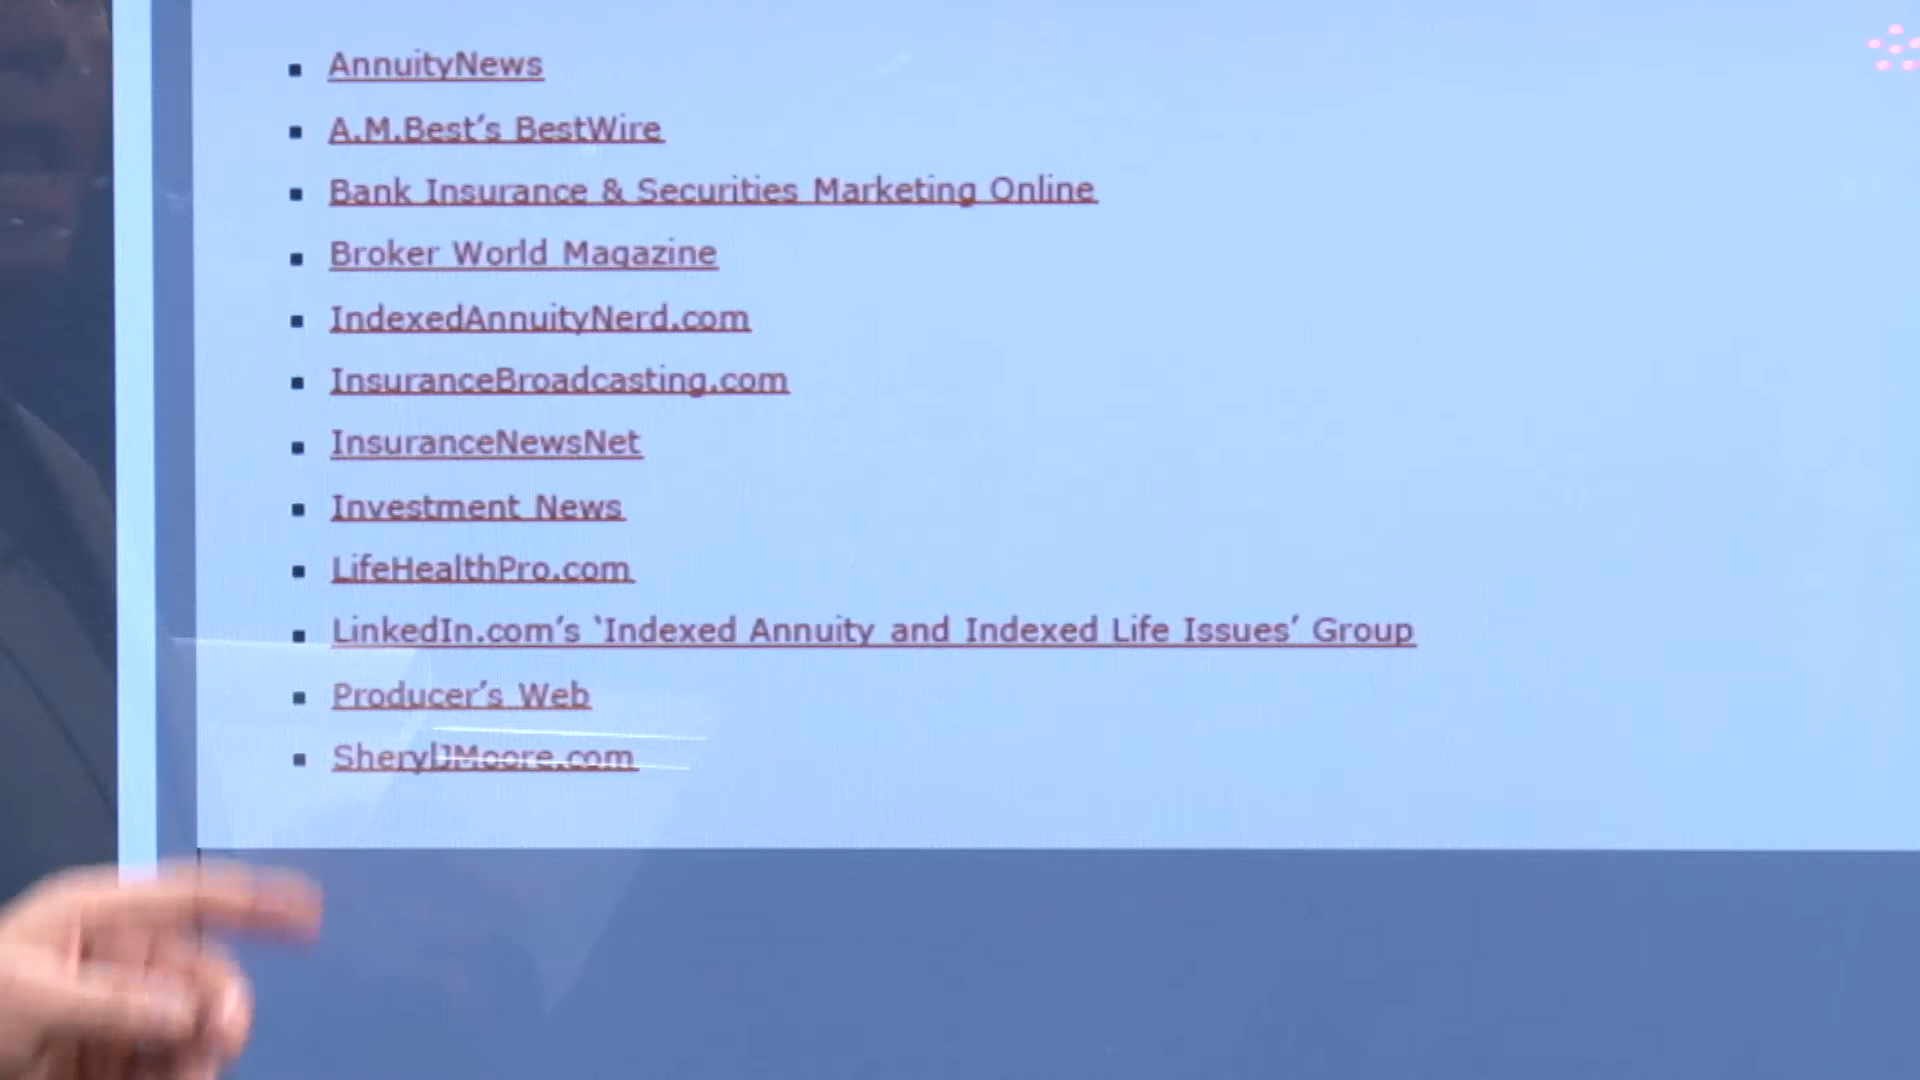 AnnuityNews
A.M.Best’s BestWire
Bank Insurance & Securities Marketing Online
Broker World Magazine
IndexedAnnuityNerd.com
InsuranceBroadcasting.com
InsuranceNewsNet
Investment News
LifeHealthPro.com
LinkedIn.com’s ‘Indexed Annuity and Indexed Life Issues’ Group
Producer’s Web
SherylJMoore.com